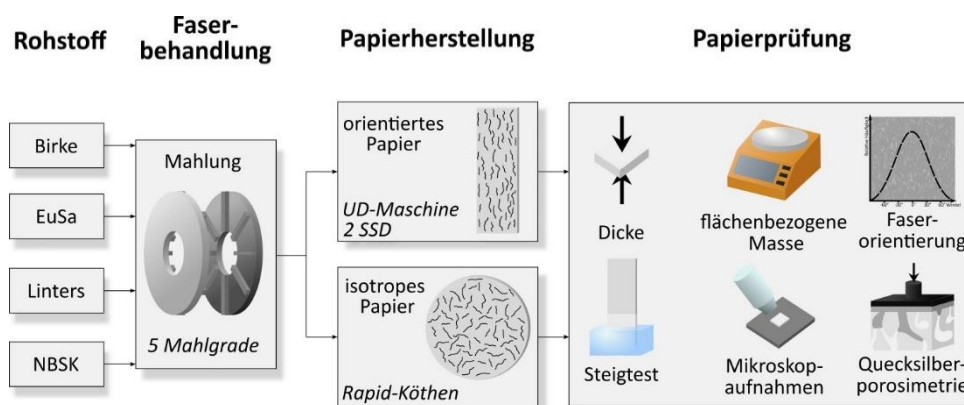 Rohstoff
Faser-
behandlung
Papierherstellung
Papierprüfung
Birke
EuSa
Linters
NBSK
Mahlung
5 Mahlgrade
orientiertes
Papier
UD-Maschine
2 SSD
isotropes
Papier
Rapid-Köthen
Dicke
flächenbezogene
Masse
Faser-
orientierung
Steigtest
Mikroskop-
aufnahmen
Quecksilber-
porosimetrie